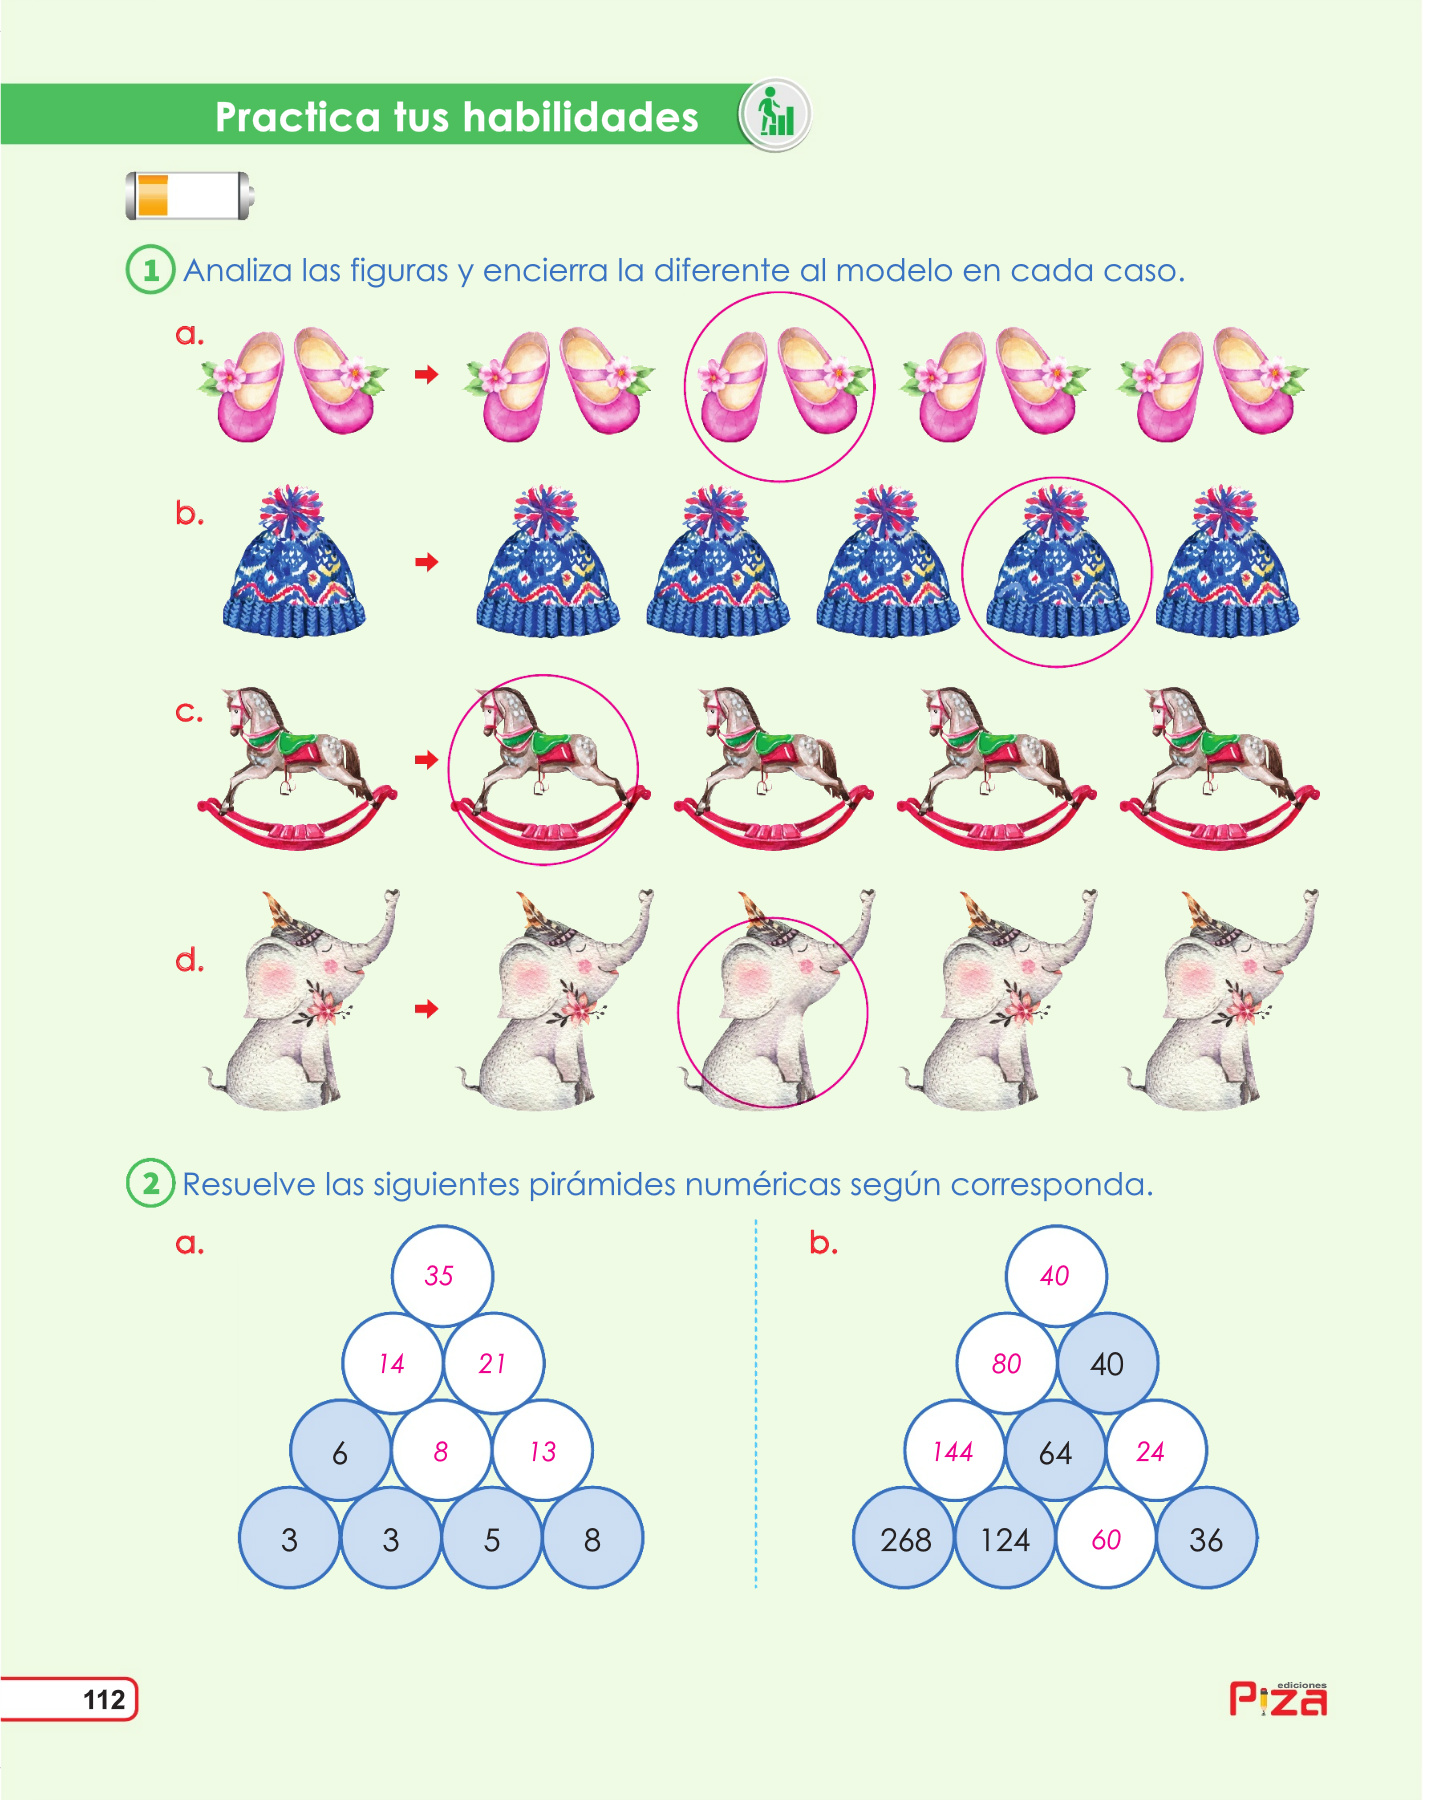 Practica tus habilidades
1 Analiza las figuras y encierra la diferente al modelo en cada caso.
a.
b.
c.
d.
2 Resuelve las siguientes pirámides numéricas según corresponda.
a.
35
14 21
6 8 13
3 3 5 8
b.
40
80 40
144 64 24
268 124 60 36
112
ediciones
Piza